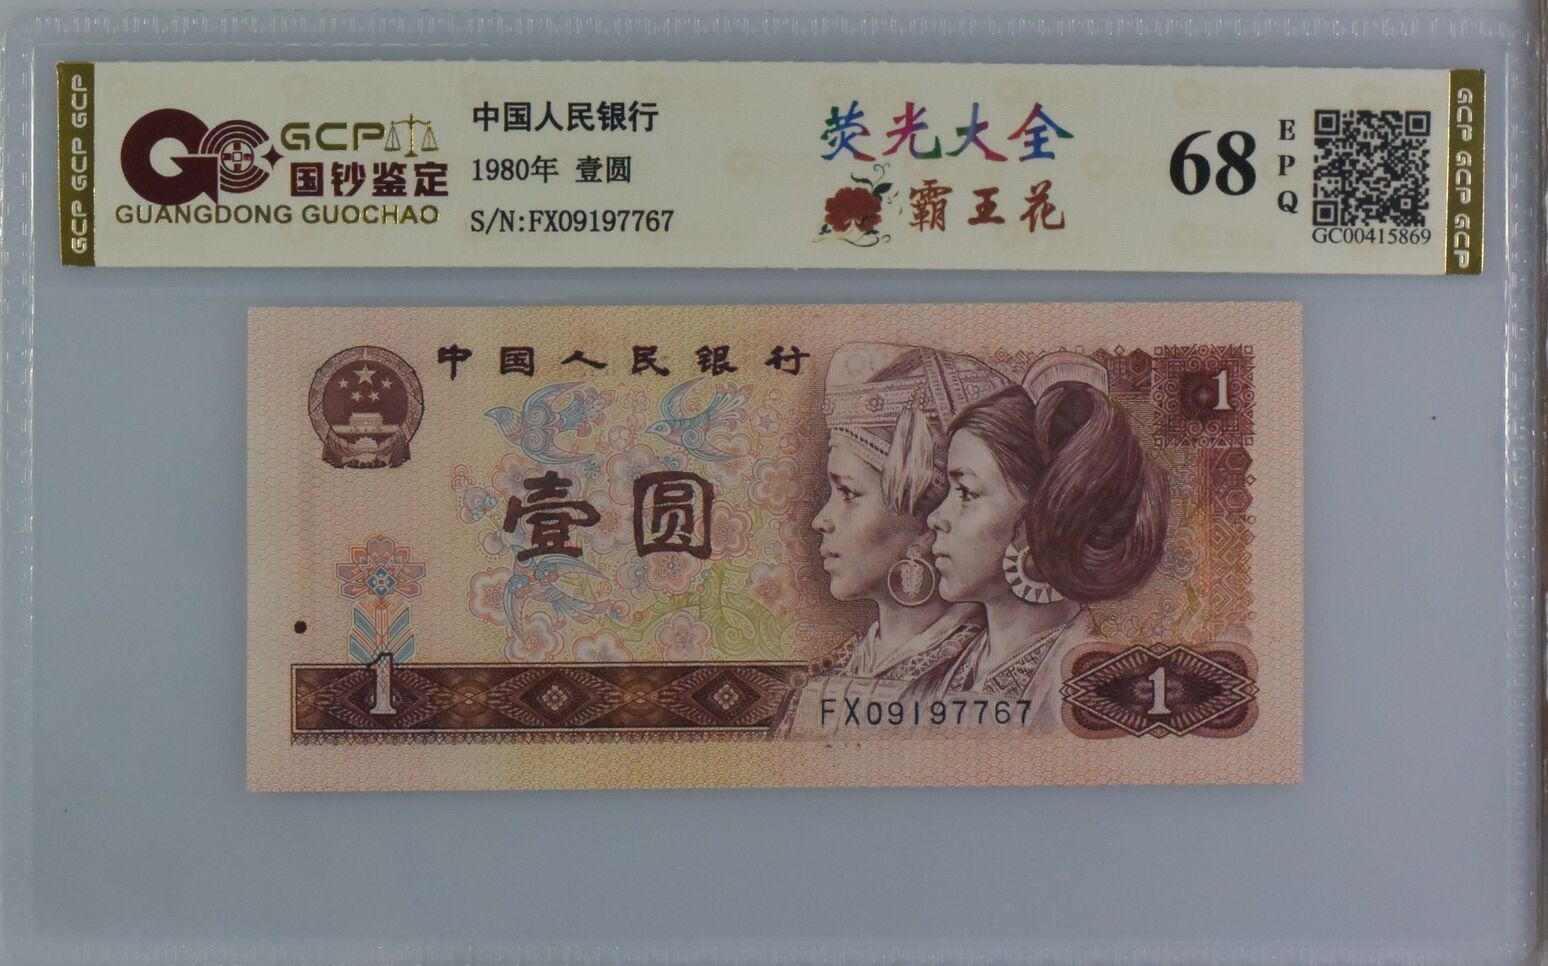 GCP GCP GCP
GCP
国钞鉴定
GUANGDONG GUOCHAO
中国人民银行
1980年 壹圆
S/N:FX09197767
荧光大全
霸王花
68
EPQ
GC00415869
GCP GCP GCP
中国人民银行
1
壹圆
1
FX09197767
1